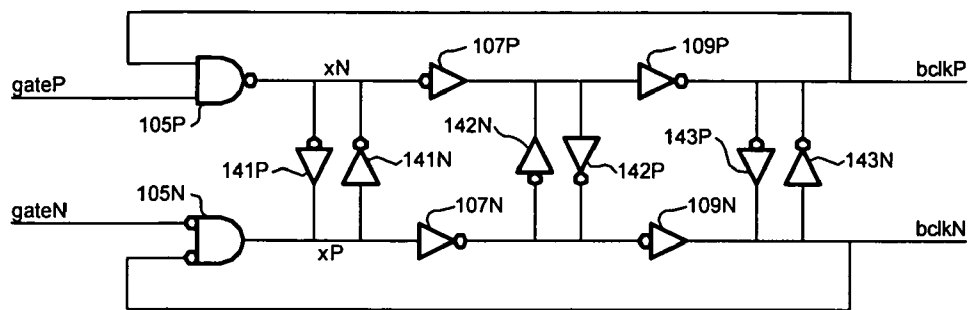 107P
109P
xN
bclkP
gateP
105P
142N
143P
141P
141N
142P
143N
105N
gateN
107N
109N
bclkN
xP